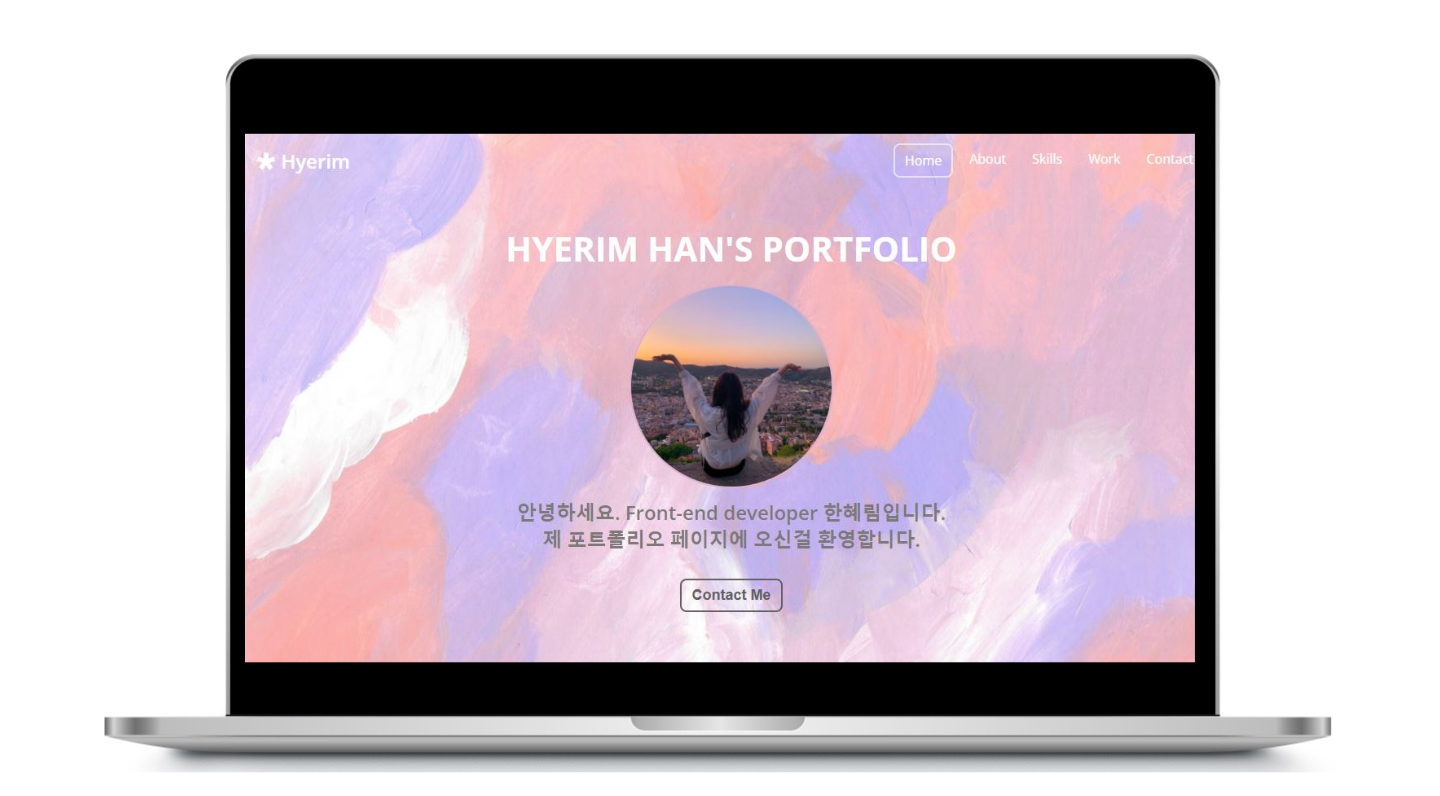 Hyerim
Home About Skills Work Contact
HYERIM HAN'S PORTFOLIO
안녕하세요. Front-end developer 한혜림입니다.
제 포트폴리오 페이지에 오신걸 환영합니다.
Contact Me